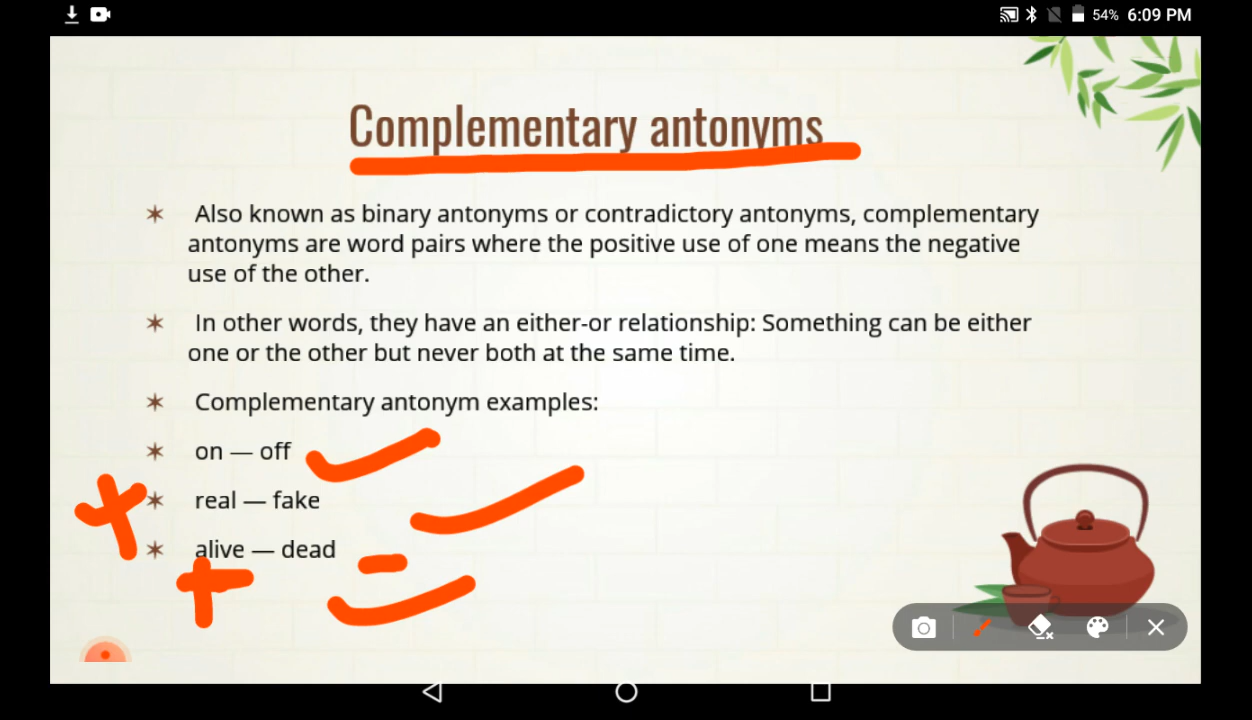 54% 6:09 PM
Complementary antonyms
✶ Also known as binary antonyms or contradictory antonyms, complementary
antonyms are word pairs where the positive use of one means the negative
use of the other.
✶ In other words, they have an either-or relationship: Something can be either
one or the other but never both at the same time.
✶ Complementary antonym examples:
✶ on — off
✶ real — fake
✶ alive — dead